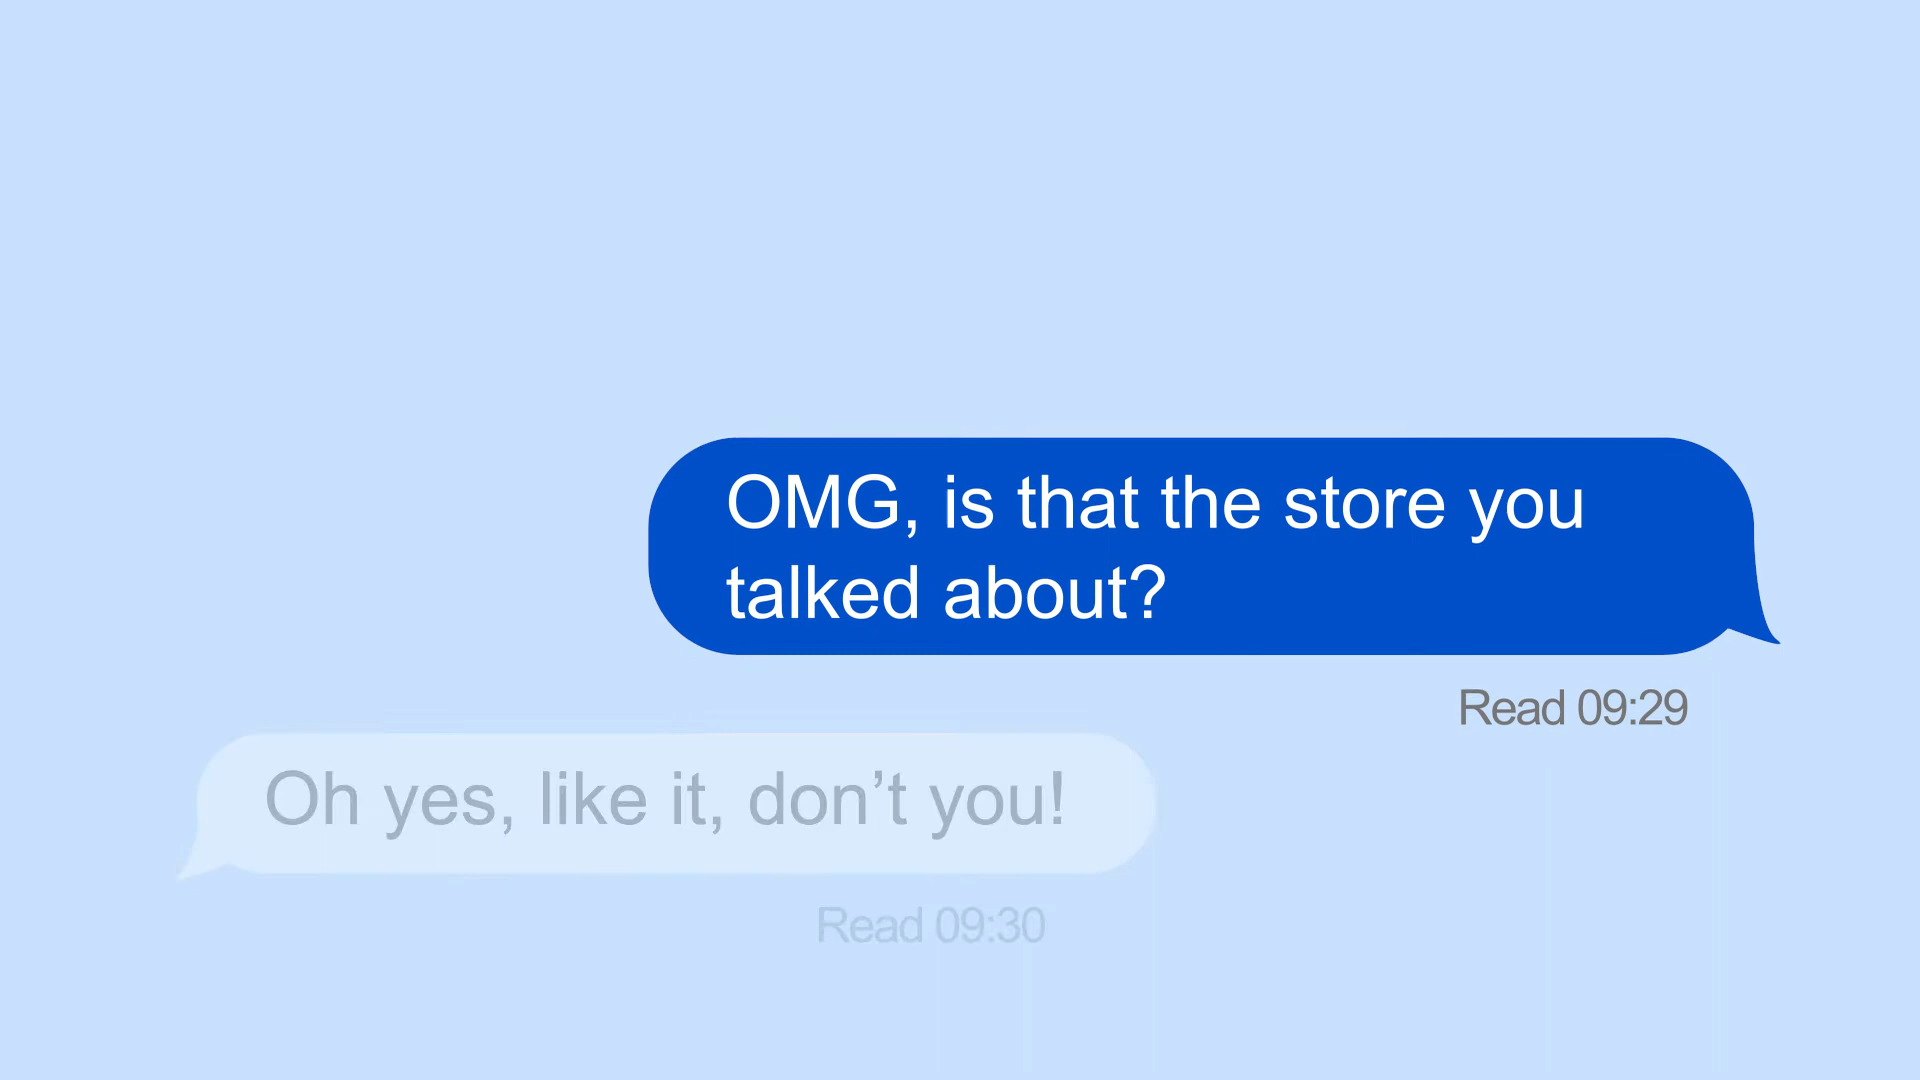 OMG, is that the store you
talked about?
Read 09:29
Oh yes, like it, don’t you!
Read 09:30